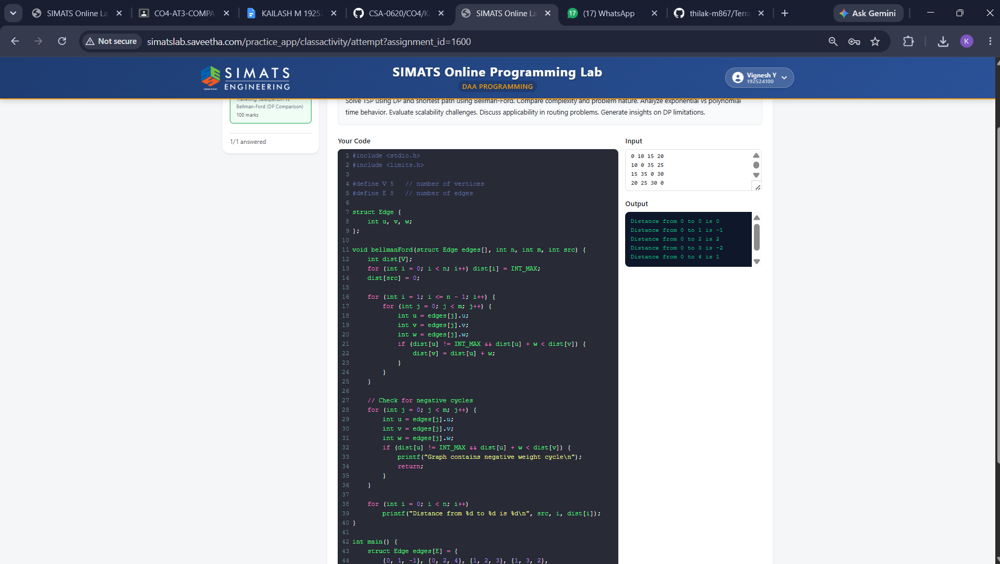 SIMATS Online La
CO4-AT3-COMPA
KAILASH M 1925
CSA-0620/CO4/K
SIMATS Online La
17
(17) WhatsApp
thilak-m867/Terra
Ask Gemini
Not secure
simatslab.saveetha.com/practice_app/classactivity/attempt?assignment_id=1600
K
SIMATS
ENGINEERING
SIMATS Online Programming Lab
DAA PROGRAMMING
Vignesh Y
192524100
Travelling Salesperson vs
Bellman-Ford (DP Comparison)
100 marks
1/1 answered
Solve TSP using DP and shortest path using Bellman-Ford. Compare complexity and problem nature. Analyze exponential vs polynomial
time behavior. Evaluate scalability challenges. Discuss applicability in routing problems. Generate insights on DP limitations.
Your Code
1 #include <stdio.h>
2 #include <limits.h>
3
4 #define V 5   // number of vertices
5 #define E 8   // number of edges
6
7 struct Edge {
8     int u, v, w;
9 };
10
11 void bellmanFord(struct Edge edges[], int n, int m, int src) {
12     int dist[V];
13     for (int i = 0; i < n; i++) dist[i] = INT_MAX;
14     dist[src] = 0;
15
16     for (int i = 1; i <= n - 1; i++) {
17         for (int j = 0; j < m; j++) {
18             int u = edges[j].u;
19             int v = edges[j].v;
20             int w = edges[j].w;
21             if (dist[u] != INT_MAX && dist[u] + w < dist[v]) {
22                 dist[v] = dist[u] + w;
23             }
24         }
25     }
26
27     // Check for negative cycles
28     for (int j = 0; j < m; j++) {
29         int u = edges[j].u;
30         int v = edges[j].v;
31         int w = edges[j].w;
32         if (dist[u] != INT_MAX && dist[u] + w < dist[v]) {
33             printf("Graph contains negative weight cycle\n");
34             return;
35         }
36     }
37
38     for (int i = 0; i < n; i++)
39         printf("Distance from %d to %d is %d\n", src, i, dist[i]);
40 }
41
42 int main() {
43     struct Edge edges[E] = {
44         {0, 1, -1}, {0, 2, 4}, {1, 2, 3}, {1, 3, 2},
Input
0 10 15 20
10 0 35 25
15 35 0 30
20 25 30 0
Output
Distance from 0 to 0 is 0
Distance from 0 to 1 is -1
Distance from 0 to 2 is 2
Distance from 0 to 3 is -2
Distance from 0 to 4 is 1